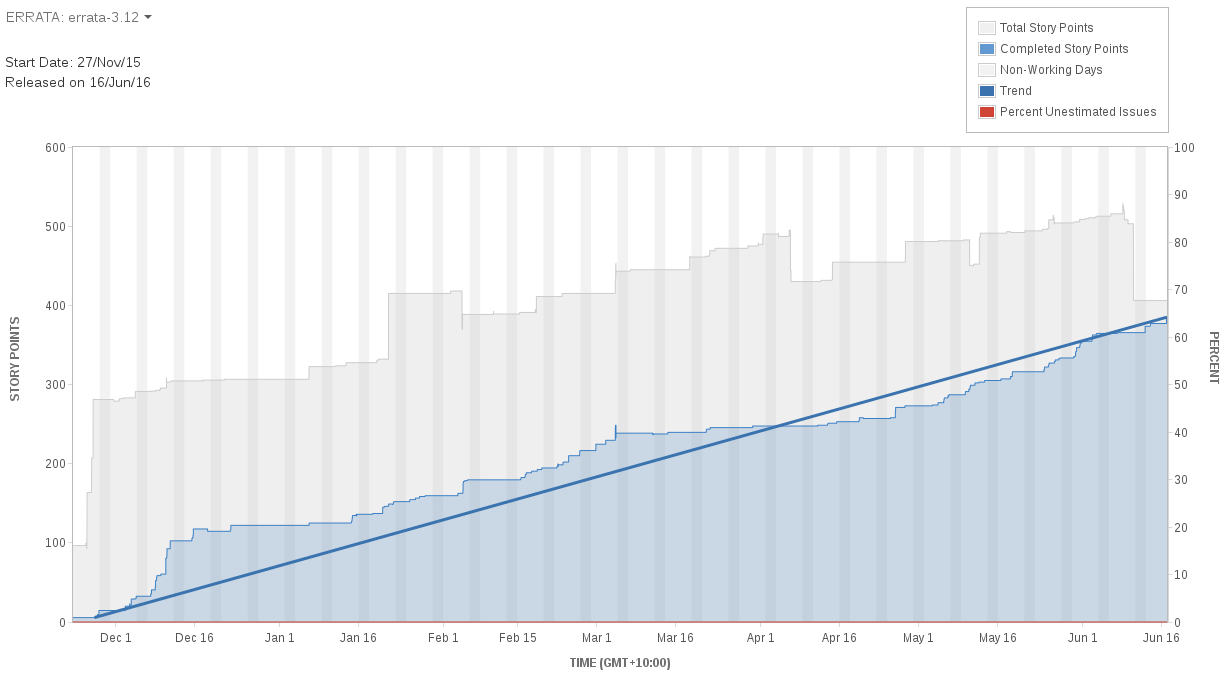 ERRATA: errata-3.12
Start Date: 27/Nov/15
Released on 16/Jun/16
Total Story Points
Completed Story Points
Non-Working Days
Trend
Percent Unestimated Issues
STORY POINTS
600
500
400
300
200
100
0
100
90
80
70
60
50
40
30
20
10
0
PERCENT
Dec 1 Dec 16 Jan 1 Jan 16 Feb 1 Feb 15 Mar 1 Mar 16 Apr 1 Apr 16 May 1 May 16 Jun 1 Jun 16
TIME (GMT+10:00)